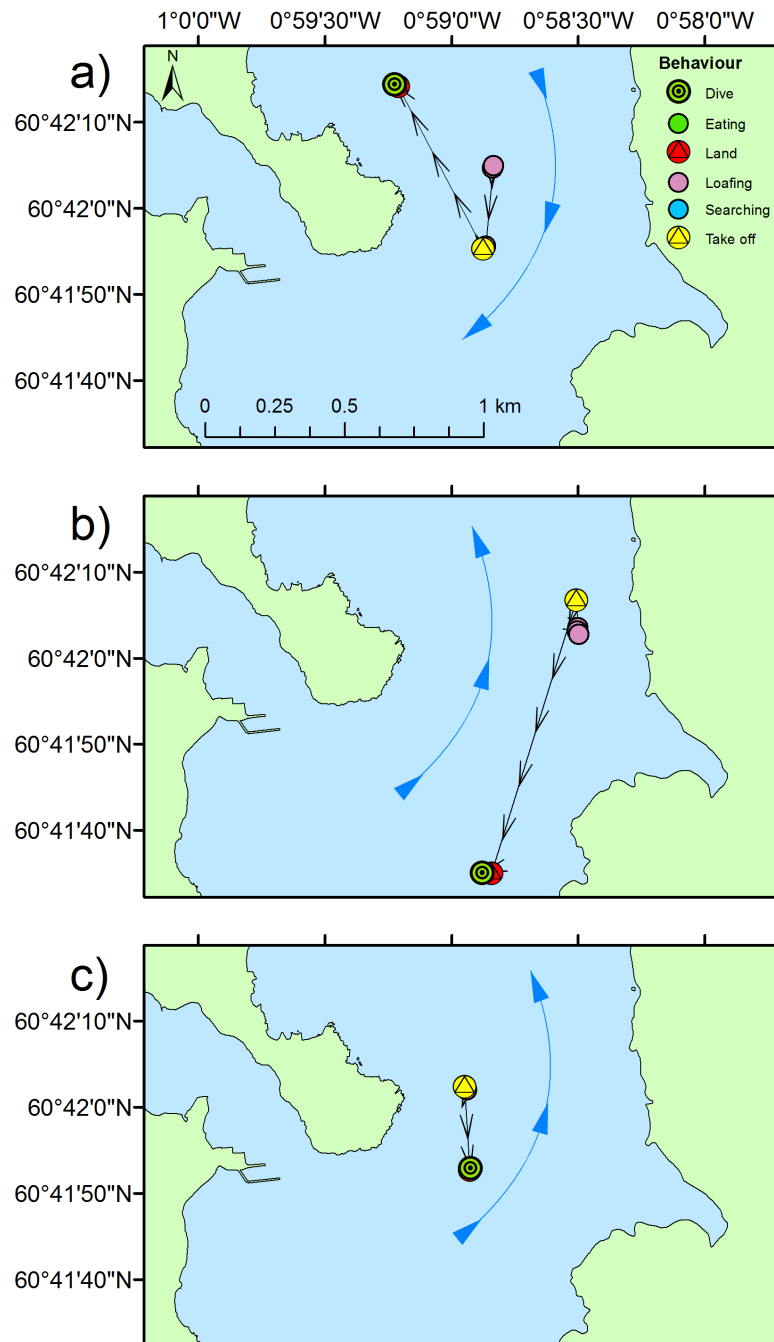 1°0'0"W 0°59'30"W 0°59'0"W 0°58'30"W 0°58'0"W
a)
N
Behaviour
Dive
Eating
Land
Loafing
Searching
Take off
60°42'10"N
60°42'0"N
60°41'50"N
60°41'40"N
0 0.25 0.5 1 km
b)
60°42'10"N
60°42'0"N
60°41'50"N
60°41'40"N
c)
60°42'10"N
60°42'0"N
60°41'50"N
60°41'40"N